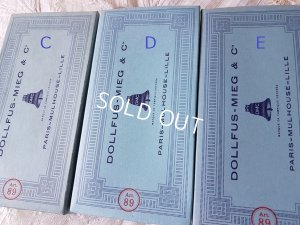 C
DOLLFUS-MIEG & Cie
PARIS-MULHOUSE-LILLE
Art.
89
D
DOLLFUS-MIEG & Cie
PARIS-MULHOUSE-LILLE
Art.
89
E
DOLLFUS-MIEG & Cie
PARIS-MULHOUSE-LILLE
Art.
89
SOLD OUT